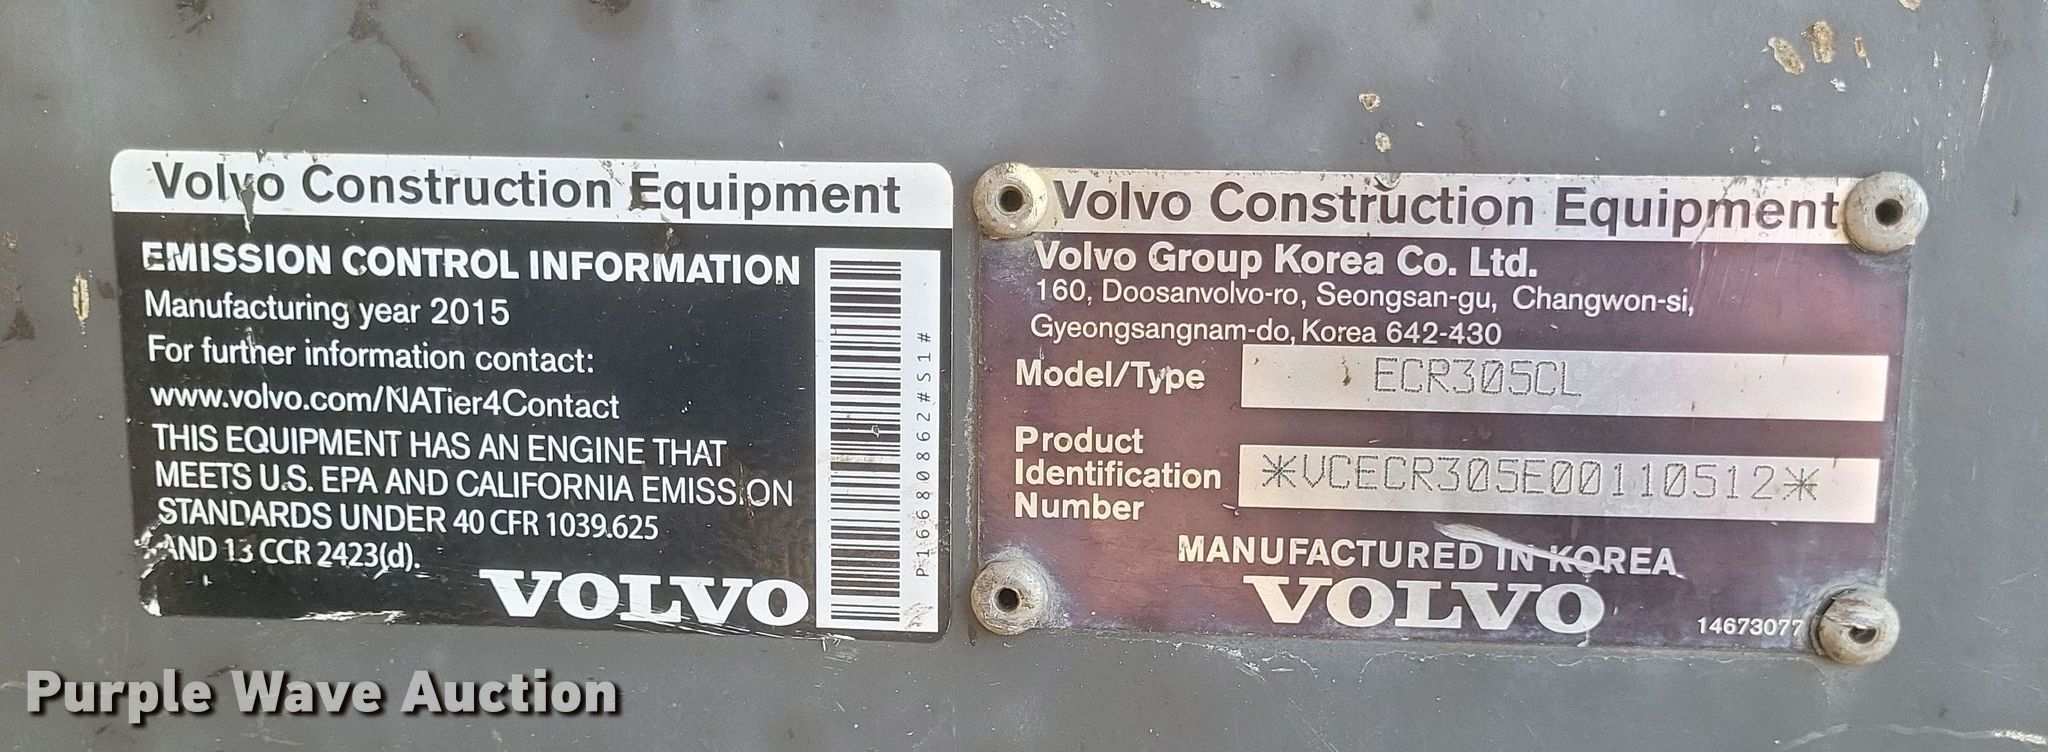 Volvo Construction Equipment
EMISSION CONTROL INFORMATION
Manufacturing year 2015
For further information contact:
www.volvo.com/NATier4Contact
THIS EQUIPMENT HAS AN ENGINE THAT
MEETS U.S. EPA AND CALIFORNIA EMISSION
STANDARDS UNDER 40 CFR 1039.625
AND 13 CCR 2423(d).
VOLVO
P16680862#S1#
Volvo Construction Equipment
Volvo Group Korea Co. Ltd.
160, Doosanvolvo-ro, Seongsan-gu, Changwon-si,
Gyeongsangnam-do, Korea 642-430
Model/Type ECR305CL
Product
Identification
Number
*VCECR305E00110512*
MANUFACTURED IN KOREA
VOLVO
14673077
Purple Wave Auction